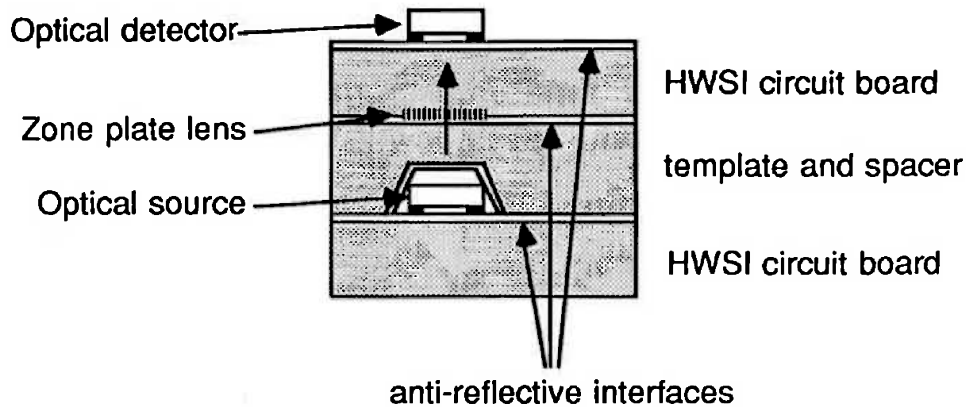 Optical detector
HWSI circuit board
Zone plate lens
template and spacer
Optical source
HWSI circuit board
anti-reflective interfaces